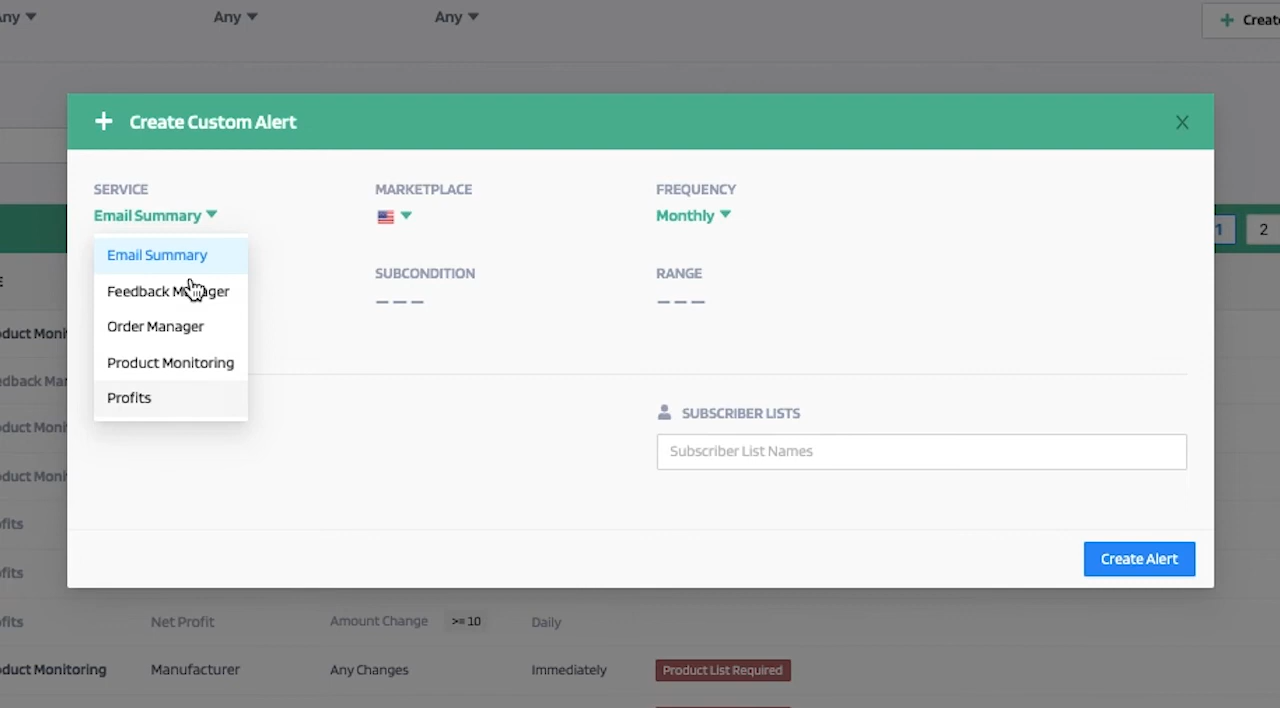 Any Any Any
Create
Create Custom Alert
SERVICE MARKETPLACE FREQUENCY
Email Summary Monthly
Email Summary
SUBCONDITION RANGE
Feedback Manager
– – – – – –
Order Manager
Product Monitoring
Profits
SUBSCRIBER LISTS
Subscriber List Names
Create Alert
1 2
Net Profit Amount Change >= 10 Daily
Product Monitoring Manufacturer Any Changes Immediately Product List Required